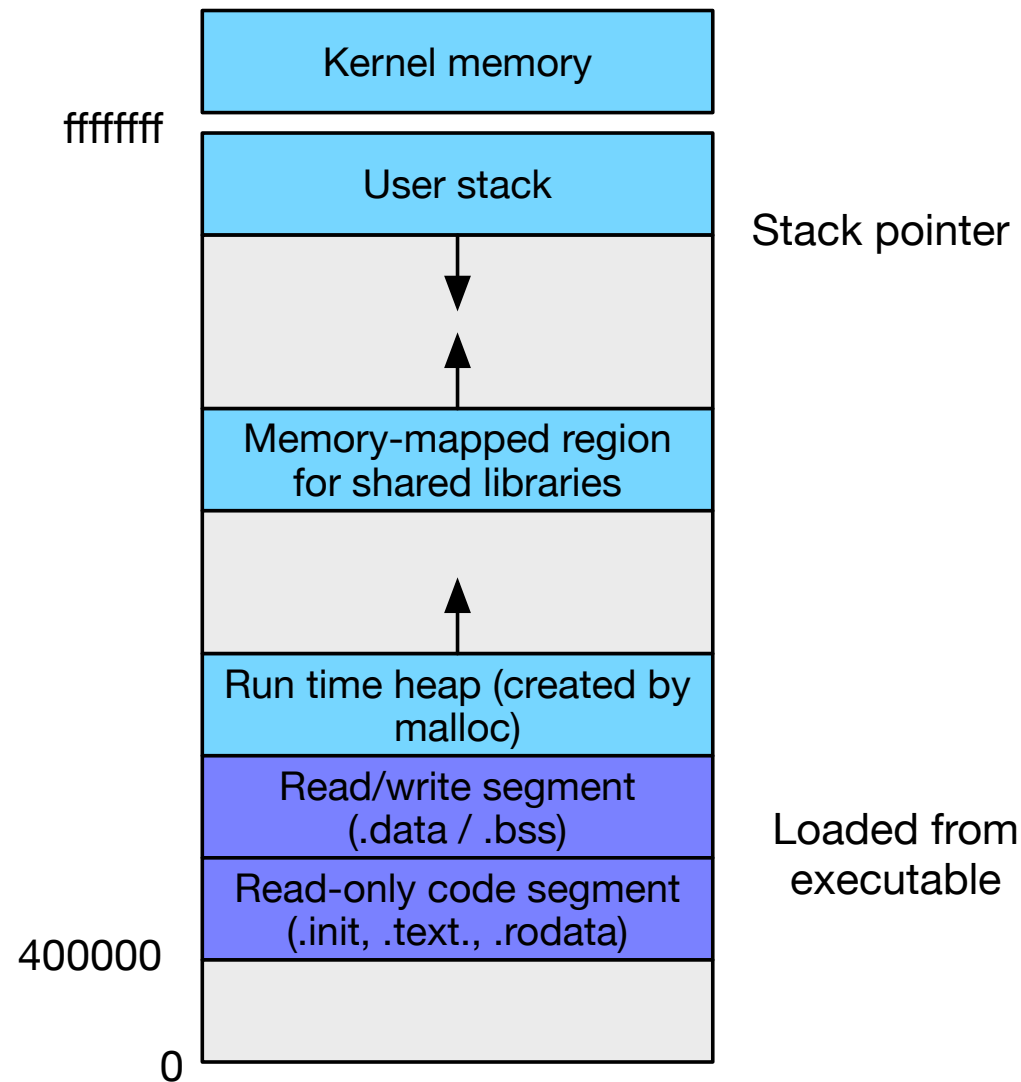 Kernel memory
ffffffff
User stack
Stack pointer
Memory-mapped region
for shared libraries
Run time heap (created by
malloc)
Read/write segment
(.data / .bss)
Loaded from
executable
Read-only code segment
(.init, .text., .rodata)
400000
0